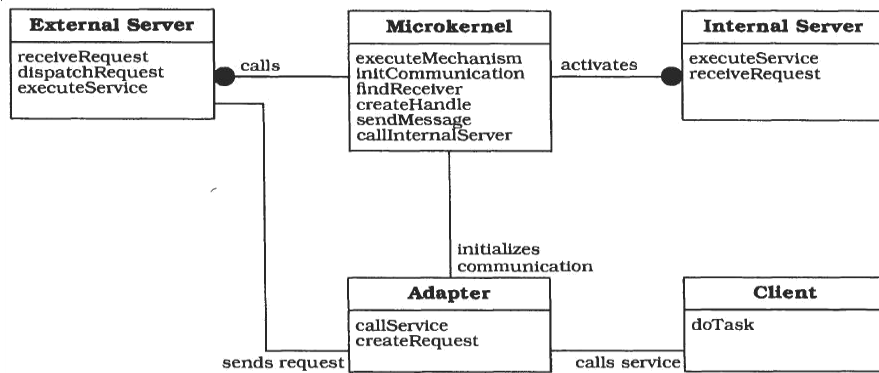 External Server
receiveRequest
dispatchRequest
executeService
calls
Microkernel
executeMechanism
initCommunication
findReceiver
createHandle
sendMessage
callInternalServer
activates
Internal Server
executeService
receiveRequest
initializes
communication
Adapter
callService
createRequest
sends request
calls service
Client
doTask